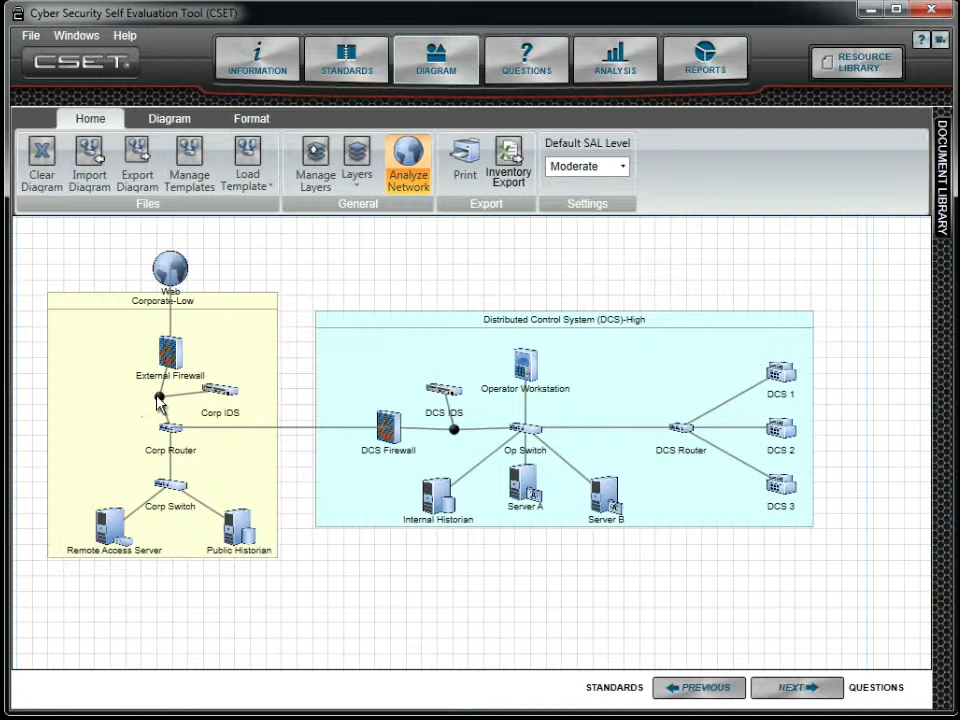 Cyber Security Self Evaluation Tool (CSET)
File Windows Help
CSET
INFORMATION
STANDARDS
DIAGRAM
QUESTIONS
ANALYSIS
REPORTS
RESOURCE
LIBRARY
?
Home Diagram Format
Clear
Diagram
Import
Diagram
Export
Diagram
Manage
Templates
Load
Template
Files
Manage
Layers
Layers
Analyze
Network
General
Print
Inventory
Export
Export
Default SAL Level
Moderate
Settings
DOCUMENT LIBRARY
Web
Corporate-Low
External Firewall
Corp IDS
Corp Router
Corp Switch
Remote Access Server
Public Historian
Distributed Control System (DCS)-High
Operator Workstation
DCS IDS
DCS Firewall
Op Switch
DCS Router
DCS 1
DCS 2
DCS 3
Internal Historian
Server A
Server B
STANDARDS PREVIOUS NEXT QUESTIONS